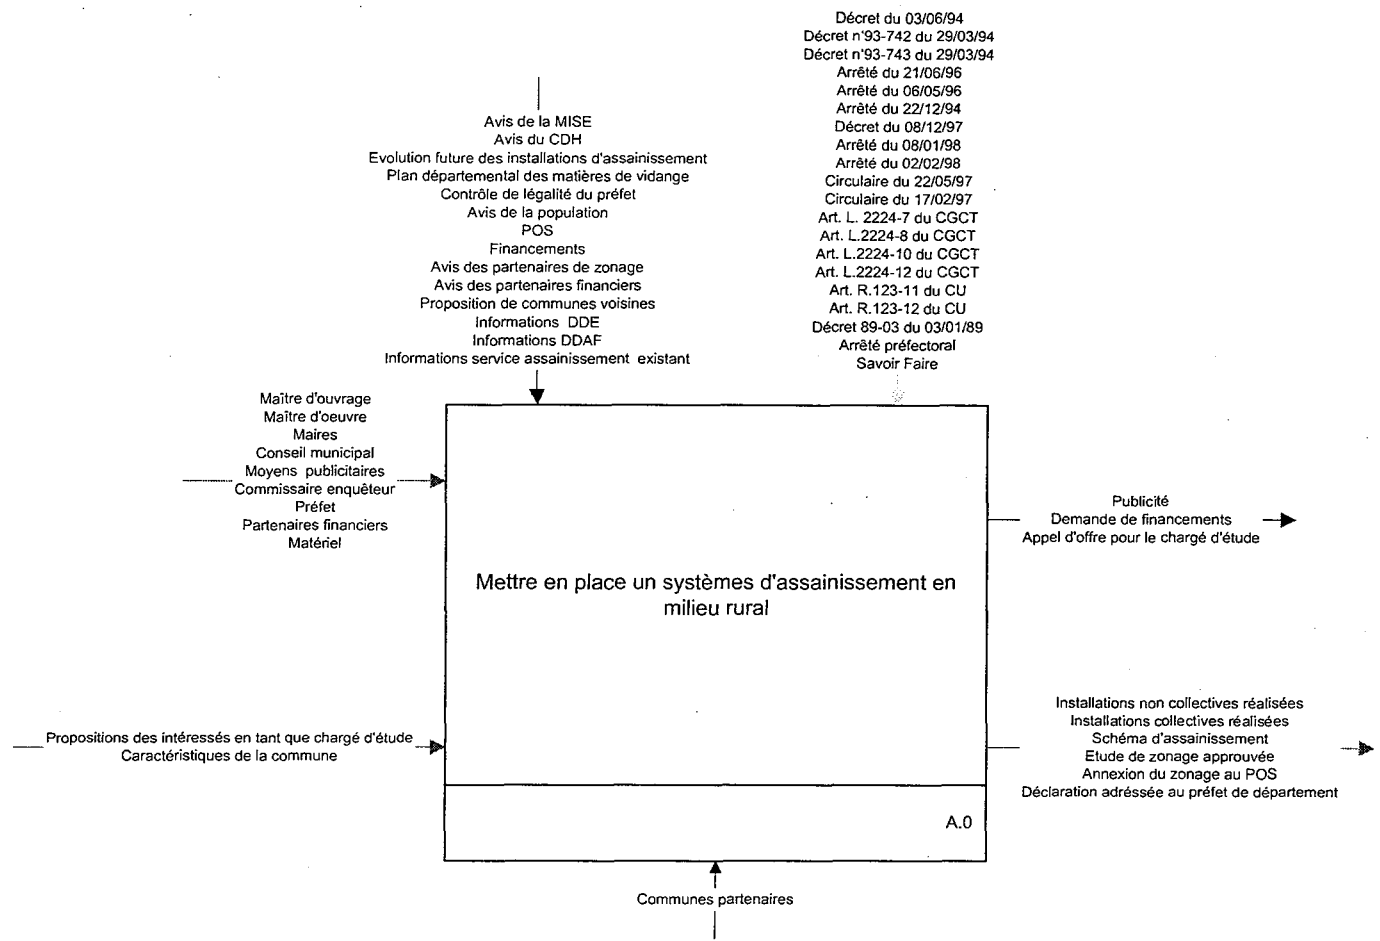 Décret du 03/06/94
Décret n°93-742 du 29/03/94
Décret n°93-743 du 29/03/94
Arrêté du 21/06/96
Arrêté du 06/05/96
Arrêté du 22/12/94
Décret du 08/12/97
Arrêté du 08/01/98
Arrêté du 02/02/98
Circulaire du 22/05/97
Circulaire du 17/02/97
Art. L. 2224-7 du CGCT
Art. L.2224-8 du CGCT
Art. L.2224-10 du CGCT
Art. L.2224-12 du CGCT
Art. R.123-11 du CU
Art. R.123-12 du CU
Décret 89-03 du 03/01/89
Arrêté préfectoral
Savoir Faire
Avis de la MISE
Avis du CDH
Evolution future des installations d'assainissement
Plan départemental des matières de vidange
Contrôle de légalité du préfet
Avis de la population
POS
Financements
Avis des partenaires de zonage
Avis des partenaires financiers
Proposition de communes voisines
Informations DDE
Informations DDAF
Informations service assainissement existant
Maître d'ouvrage
Maître d'oeuvre
Maires
Conseil municipal
Moyens publicitaires
Commissaire enquêteur
Préfet
Partenaires financiers
Matériel
Publicité
Demande de financements
Appel d'offre pour le chargé d'étude
Mettre en place un systèmes d'assainissement en
milieu rural
Propositions des intéressés en tant que chargé d'étude
Caractéristiques de la commune
Installations non collectives réalisées
Installations collectives réalisées
Schéma d'assainissement
Etude de zonage approuvée
Annexion du zonage au POS
Déclaration adréssée au préfet de département
A.0
Communes partenaires